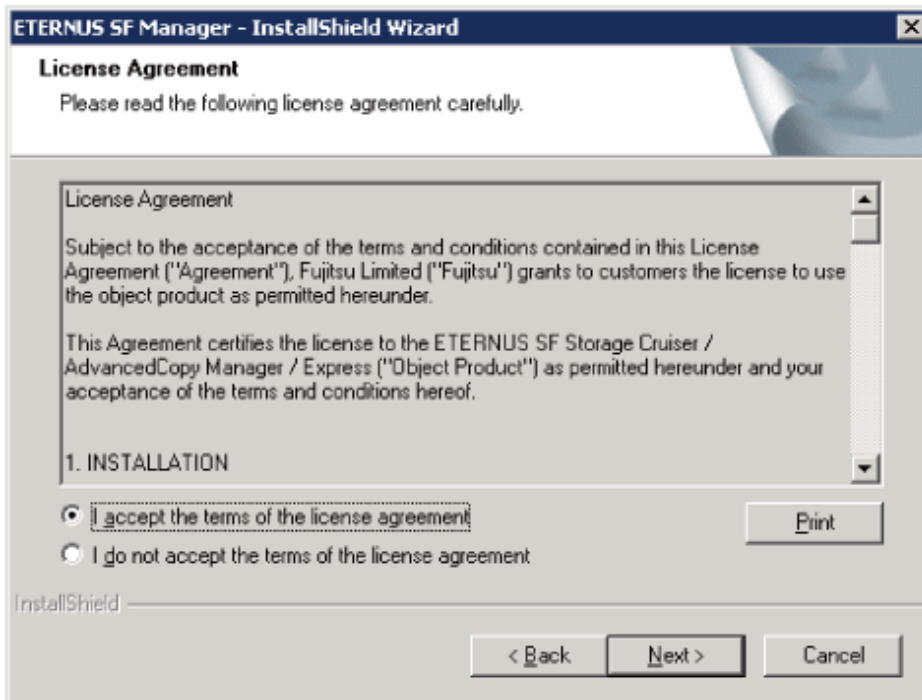 ETERNUS SF Manager - InstallShield Wizard
License Agreement
Please read the following license agreement carefully.
License Agreement
Subject to the acceptance of the terms and conditions contained in this License
Agreement ("Agreement"), Fujitsu Limited ("Fujitsu") grants to customers the license to use
the object product as permitted hereunder.
This Agreement certifies the license to the ETERNUS SF Storage Cruiser /
AdvancedCopy Manager / Express ("Object Product") as permitted hereunder and your
acceptance of the terms and conditions hereof.
1. INSTALLATION
I accept the terms of the license agreement
Print
I do not accept the terms of the license agreement
InstallShield
< Back Next > Cancel